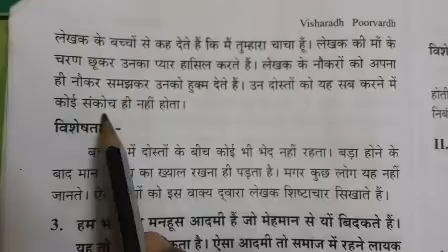 Visharadh Poorvardh
लेखक के बच्चों से कह देते हैं कि मैं तुम्हारा चाचा हूँ। लेखक की माँ के
चरण छूकर उनका प्यार हासिल करते हैं। लेखक के नौकरों को अपना
ही नौकर समझकर उनको हुक्म देते हैं। उन दोस्तों को यह सब करने में
कोई संकोच ही नहीं होता।
विशेषत :-
में दोस्तों के बीच कोई भी भेद नहीं रहता। बड़ा होने के
बाद मान का ख्याल रखना ही पड़ता है। मगर कुछ लोग यह नहीं
जानते। को इस वाक्य द्वारा लेखक शिष्टाचार सिखाते हैं।
3. हम मनहूस आदमी हैं जो मेहमान से यों बिदकते हैं।
यह है। ऐसा आदमी तो समाज में रहने लायक
विशे
होती
निबं
II.